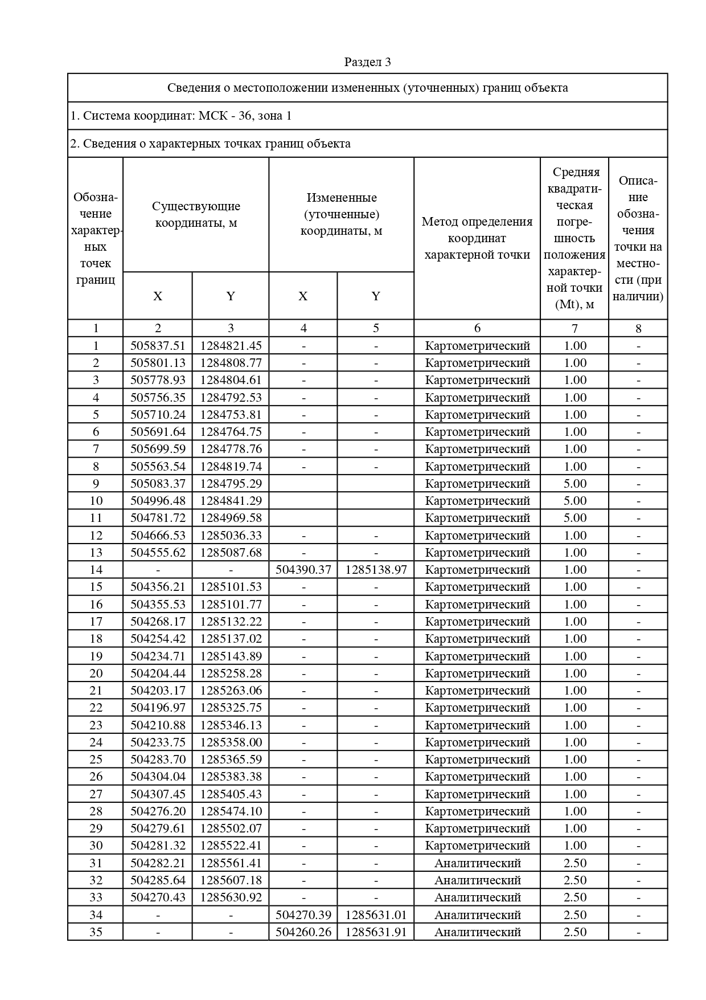 Раздел 3
Сведения о местоположении измененных (уточненных) границ объекта
1. Система координат: МСК - 36, зона 1
2. Сведения о характерных точках границ объекта
Обозна-
чение
характер-
ных
точек
границ
Существующие
координаты, м
Измененные
(уточненные)
координаты, м
Метод определения
координат
характерной точки
Средняя
квадрати-
ческая
погре-
шность
положения
характер-
ной точки
(Mt), м
Описа-
ние
обозна-
чения
точки на
местно-
сти (при
наличии)
X Y X Y
1 2 3 4 5 6 7 8
1 505837.51 1284821.45 - - Картометрический 1.00 -
2 505801.13 1284808.77 - - Картометрический 1.00 -
3 505778.93 1284804.61 - - Картометрический 1.00 -
4 505756.35 1284792.53 - - Картометрический 1.00 -
5 505710.24 1284753.81 - - Картометрический 1.00 -
6 505691.64 1284764.75 - - Картометрический 1.00 -
7 505699.59 1284778.76 - - Картометрический 1.00 -
8 505563.54 1284819.74 - - Картометрический 1.00 -
9 505083.37 1284795.29 Картометрический 5.00 -
10 504996.48 1284841.29 Картометрический 5.00 -
11 504781.72 1284969.58 Картометрический 5.00 -
12 504666.53 1285036.33 - - Картометрический 1.00 -
13 504555.62 1285087.68 - - Картометрический 1.00 -
14 - - 504390.37 1285138.97 Картометрический 1.00 -
15 504356.21 1285101.53 - - Картометрический 1.00 -
16 504355.53 1285101.77 - - Картометрический 1.00 -
17 504268.17 1285132.22 - - Картометрический 1.00 -
18 504254.42 1285137.02 - - Картометрический 1.00 -
19 504234.71 1285143.89 - - Картометрический 1.00 -
20 504204.44 1285258.28 - - Картометрический 1.00 -
21 504203.17 1285263.06 - - Картометрический 1.00 -
22 504196.97 1285325.75 - - Картометрический 1.00 -
23 504210.88 1285346.13 - - Картометрический 1.00 -
24 504233.75 1285358.00 - - Картометрический 1.00 -
25 504283.70 1285365.59 - - Картометрический 1.00 -
26 504304.04 1285383.38 - - Картометрический 1.00 -
27 504307.45 1285405.43 - - Картометрический 1.00 -
28 504276.20 1285474.10 - - Картометрический 1.00 -
29 504279.61 1285502.07 - - Картометрический 1.00 -
30 504281.32 1285522.41 - - Картометрический 1.00 -
31 504282.21 1285561.41 - - Аналитический 2.50 -
32 504285.64 1285607.18 - - Аналитический 2.50 -
33 504270.43 1285630.92 - - Аналитический 2.50 -
34 - - 504270.39 1285631.01 Аналитический 2.50 -
35 - - 504260.26 1285631.91 Аналитический 2.50 -